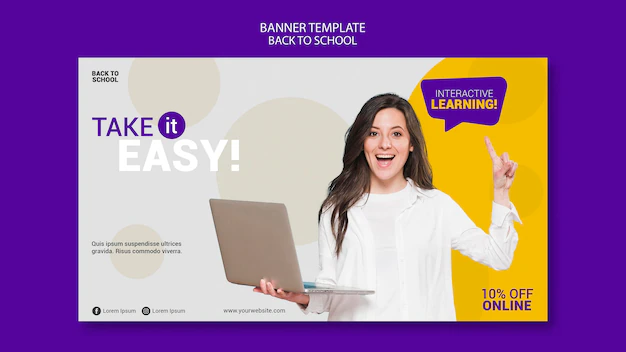 BANNER TEMPLATE
BACK TO SCHOOL
BACK TO
SCHOOL
TAKE it
EASY!
INTERACTIVE
LEARNING!
Quis ipsum suspendisse ultrices
gravida. Risus commodo viverra.
Lorem Ipsum
Lorem Ipsum
www.yourwebsite.com
10% OFF
ONLINE